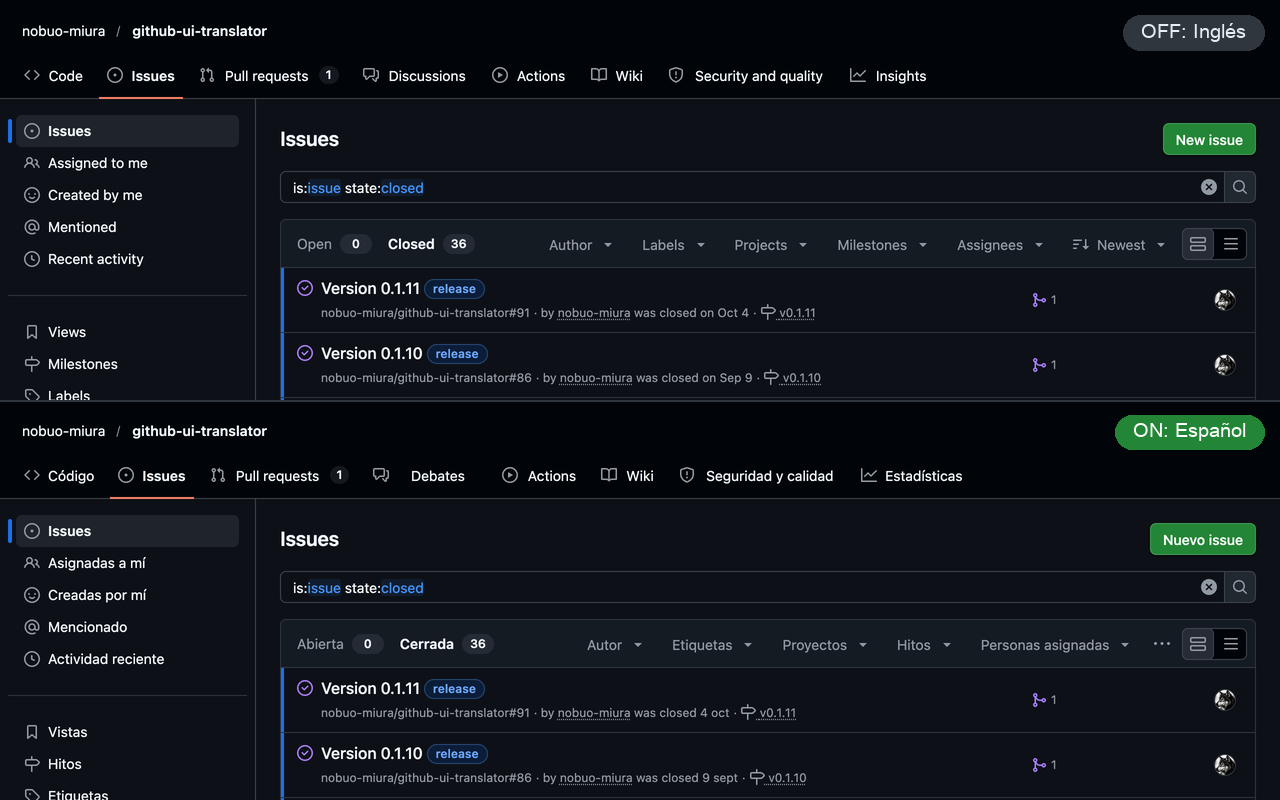 nobuo-miura / github-ui-translator OFF: Inglés
Code Issues Pull requests 1 Discussions Actions Wiki Security and quality Insights
Issues
Assigned to me
Created by me
Mentioned
Recent activity
Views
Milestones
Labels
Issues New issue
is:issue state:closed
Open 0 Closed 36 Author Labels Projects Milestones Assignees Newest
Version 0.1.11 release 1
nobuo-miura/github-ui-translator#91 · by nobuo-miura was closed on Oct 4 · v0.1.11
Version 0.1.10 release 1
nobuo-miura/github-ui-translator#86 · by nobuo-miura was closed on Sep 9 · v0.1.10
nobuo-miura / github-ui-translator ON: Español
Código Issues Pull requests 1 Debates Actions Wiki Seguridad y calidad Estadísticas
Issues
Asignadas a mí
Creadas por mí
Mencionado
Actividad reciente
Vistas
Hitos
Etiquetas
Issues Nuevo issue
is:issue state:closed
Abierta 0 Cerrada 36 Autor Etiquetas Proyectos Hitos Personas asignadas ···
Version 0.1.11 release 1
nobuo-miura/github-ui-translator#91 · by nobuo-miura was closed 4 oct · v0.1.11
Version 0.1.10 release 1
nobuo-miura/github-ui-translator#86 · by nobuo-miura was closed 9 sept · v0.1.10